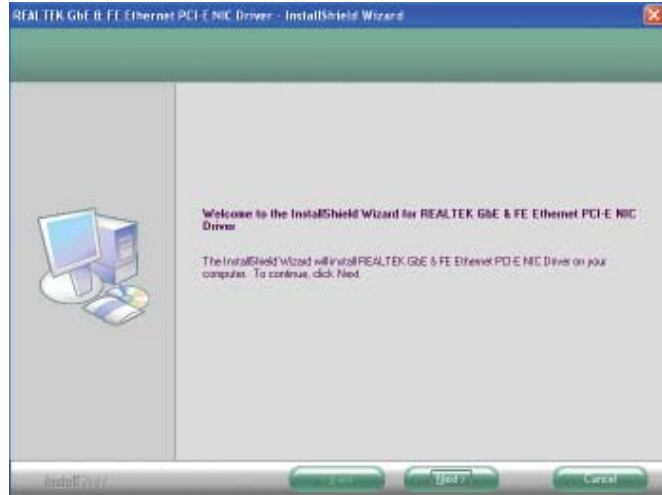 REALTEK GbE & FE Ethernet PCI-E NIC Driver - InstallShield Wizard
Welcome to the InstallShield Wizard for REALTEK GbE & FE Ethernet PCI-E NIC
Driver
The InstallShield Wizard will install REALTEK GbE & FE Ethernet PCI-E NIC Driver on your
computer. To continue, click Next
InstallShield
Next >
Cancel